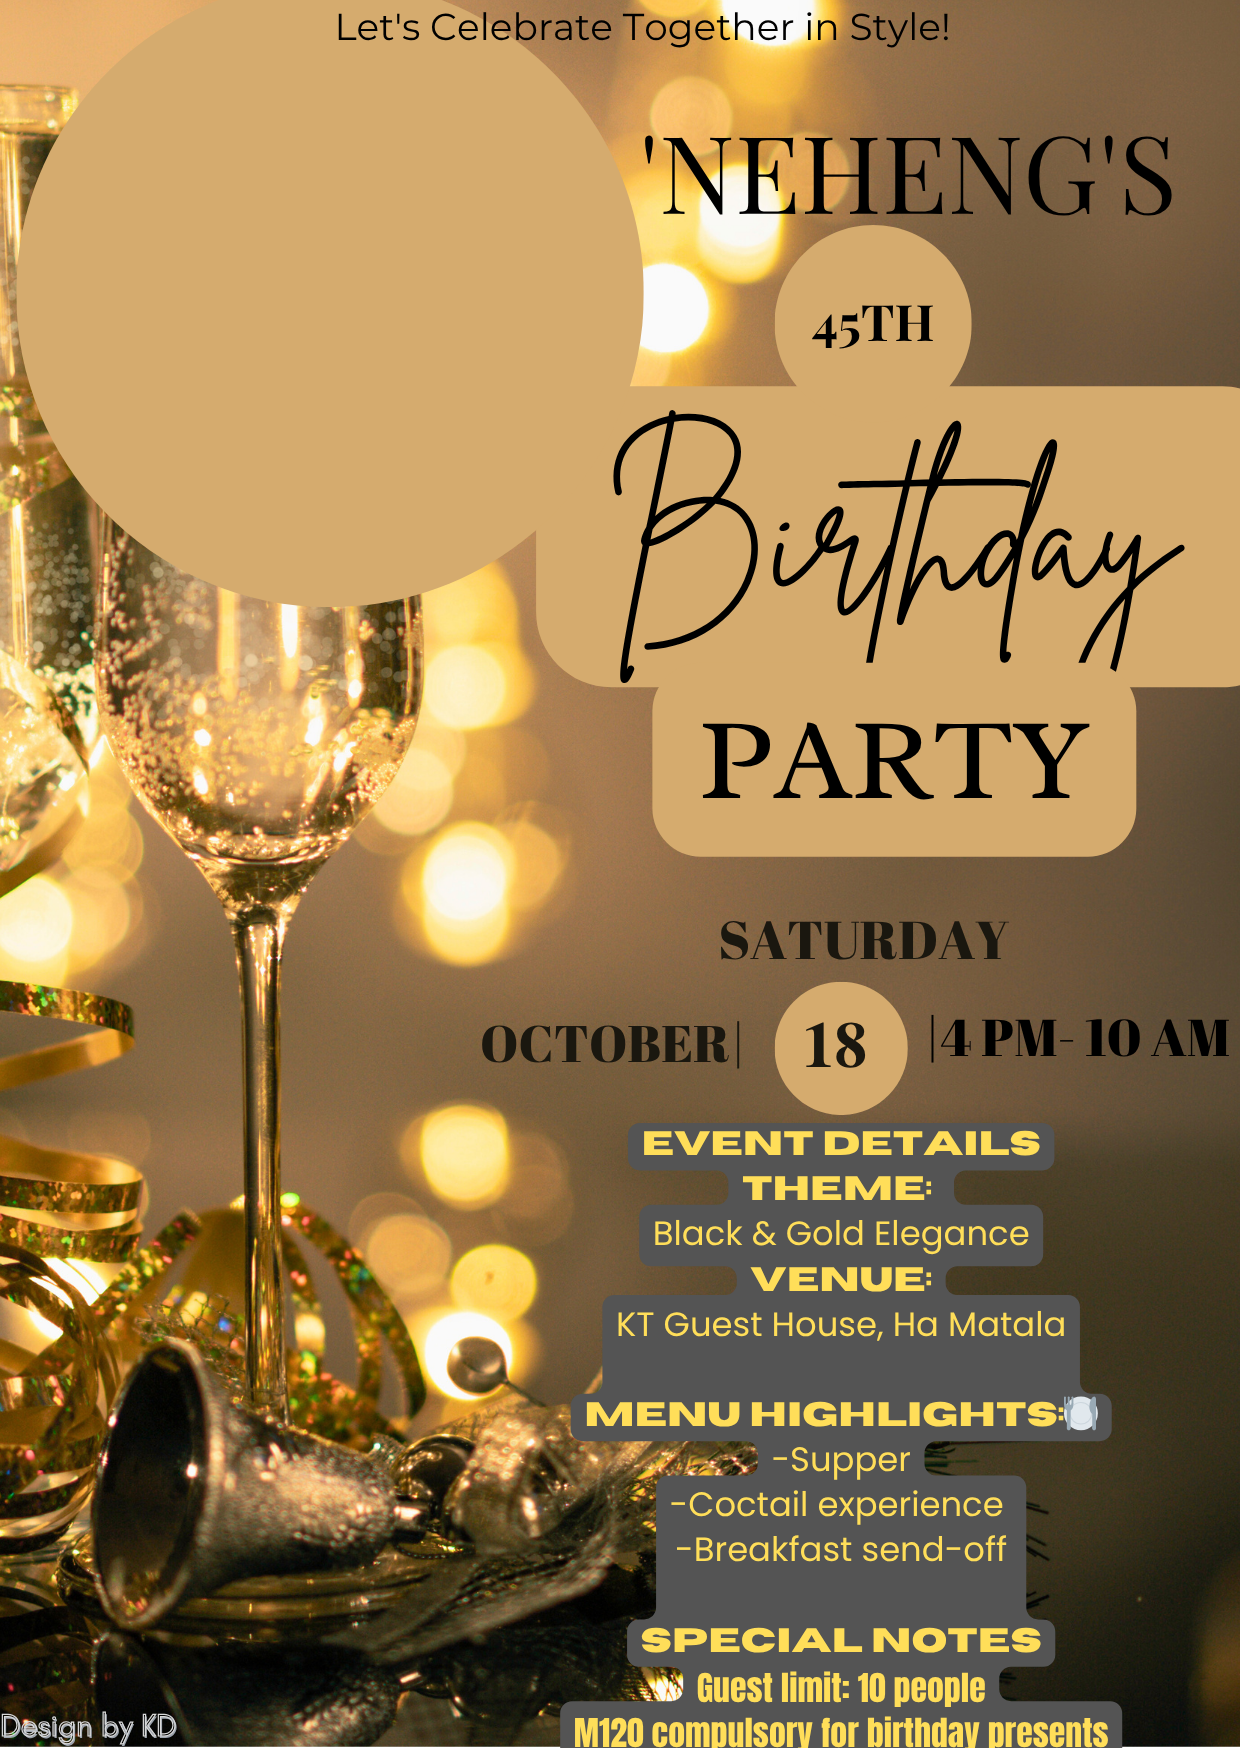 Let's Celebrate Together in Style!
'NEHENG'S
45TH
Birthday
PARTY
SATURDAY
OCTOBER| 18 |4 PM- 10 AM
EVENT DETAILS
THEME:
Black & Gold Elegance
VENUE:
KT Guest House, Ha Matala
MENU HIGHLIGHTS:🍽️
-Supper
-Coctail experience
-Breakfast send-off
SPECIAL NOTES
Guest limit: 10 people
M120 compulsory for birthday presents
Design by KD